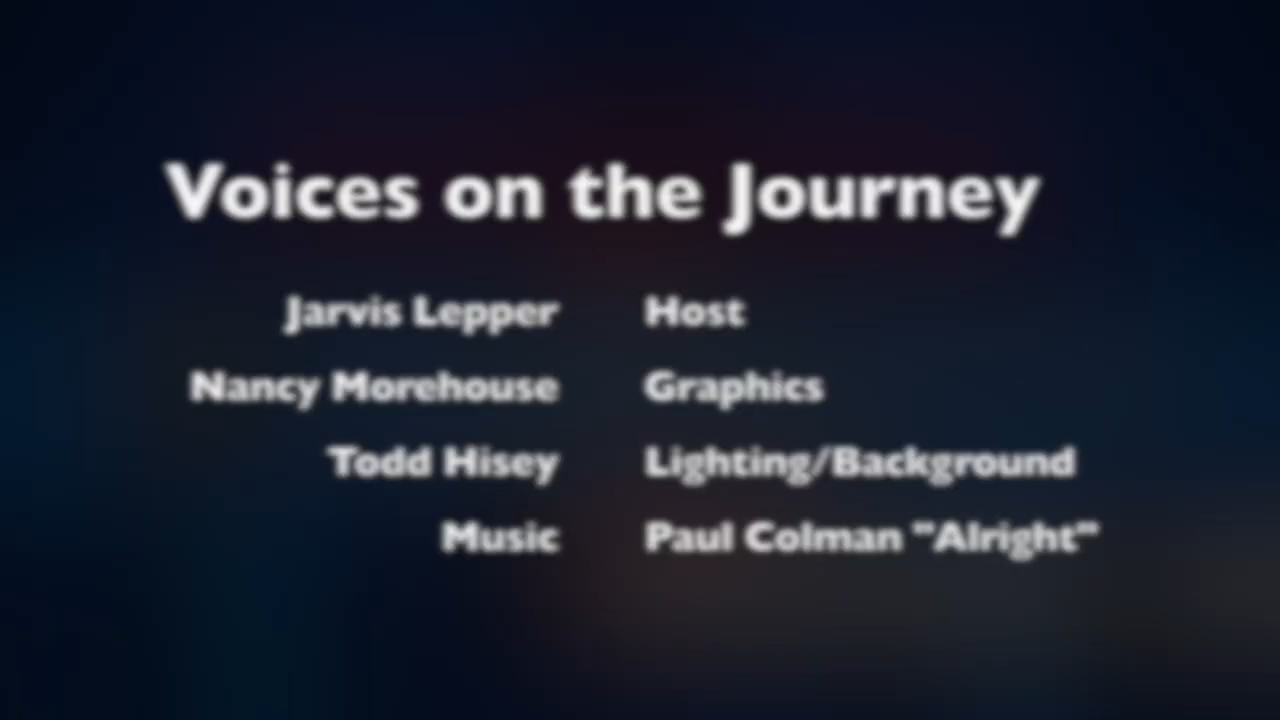 Voices on the Journey
Jarvis Lepper Host
Nancy Morehouse Graphics
Todd Hisey Lighting/Background
Music Paul Colman "Alright"